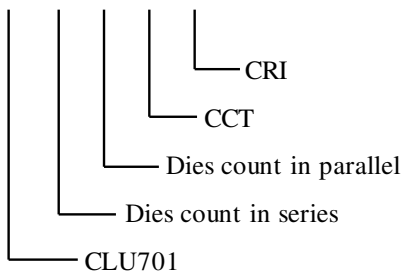 CRI
CCT
Dies count in parallel
Dies count in series
CLU701